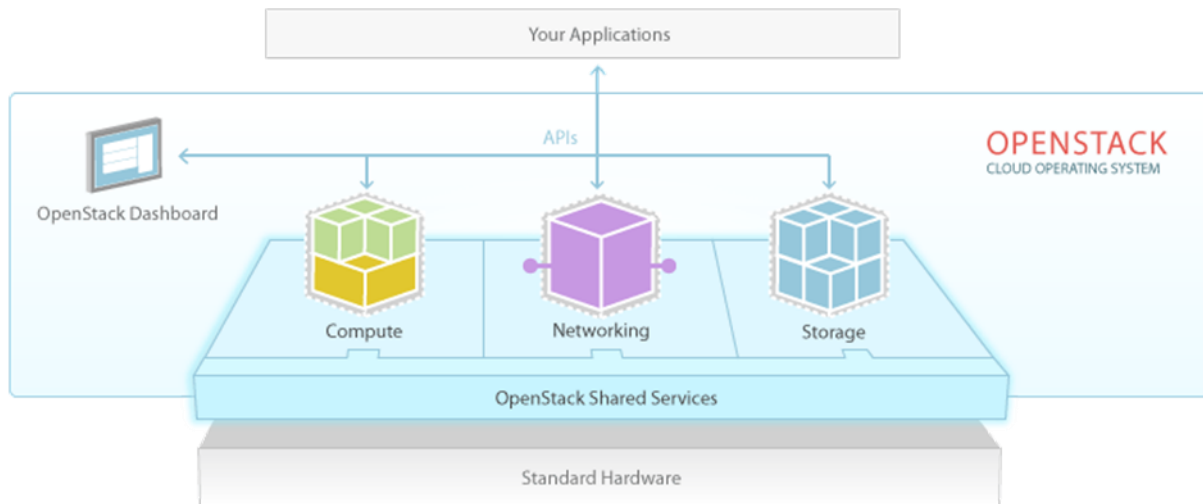 Your Applications
APIs
OPENSTACK
CLOUD OPERATING SYSTEM
OpenStack Dashboard
Compute
Networking
Storage
OpenStack Shared Services
Standard Hardware